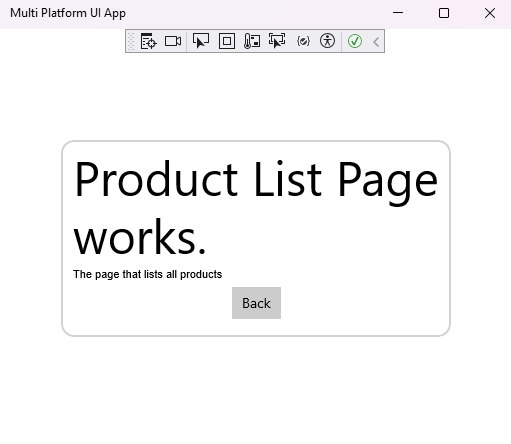 Multi Platform UI App
Product List Page
works.
The page that lists all products
Back